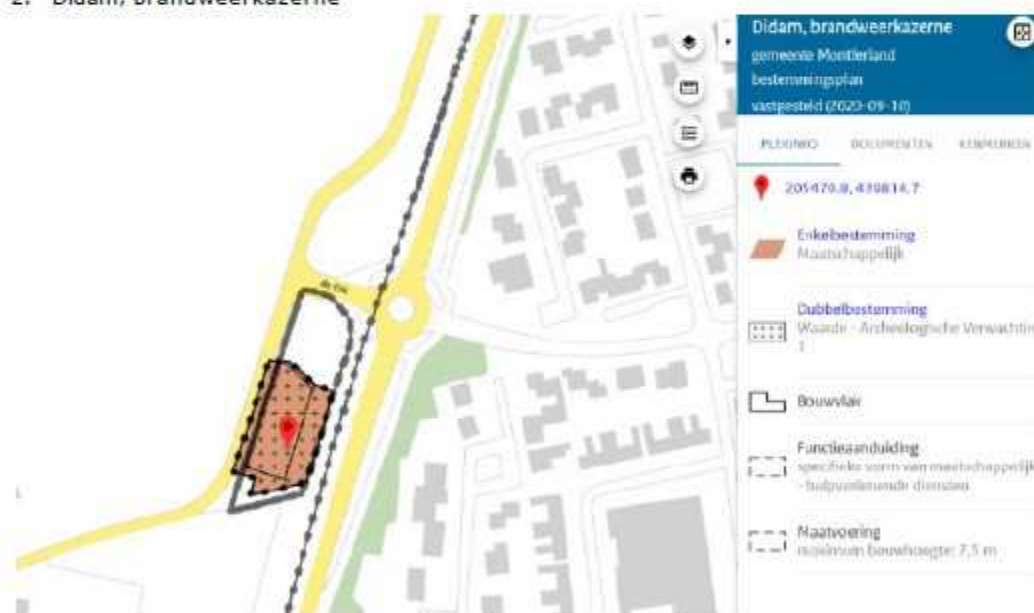 2. Didam, brandweerkazerne
Didam, brandweerkazerne
gemeente Montferland
bestemmingsplan
vastgesteld (2020-09-10)
PLEKINFO DOCUMENTEN KENMERKEN
205470.8, 439814.7
Enkelbestemming
Maatschappelijk
Dubbelbestemming
Waarde - Archeologische Verwachting
1
Bouwvlak
Functieaanduiding
specifieke vorm van maatschappelijk
- hulpverlenende diensten
Maatvoering
maximum bouwhoogte: 7,5 m